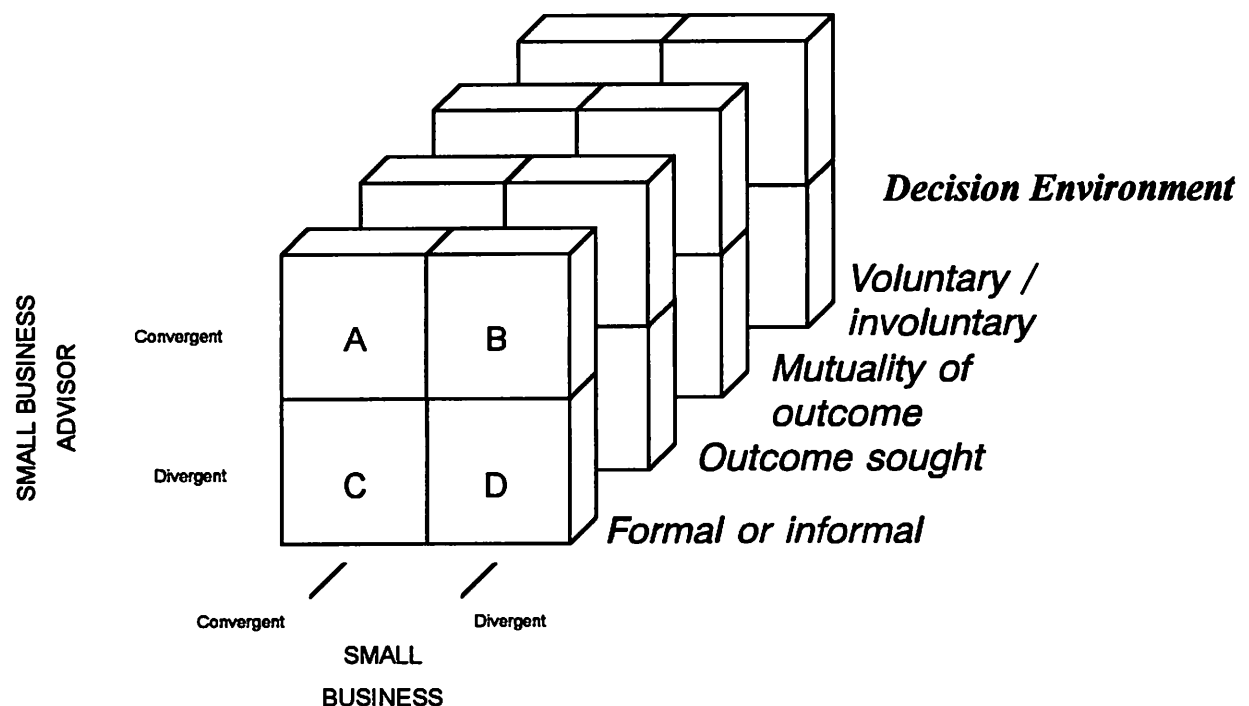 Decision Environment
Voluntary /
involuntary
Mutuality of
outcome
Outcome sought
Formal or informal
SMALL BUSINESS
ADVISOR
Convergent
A
B
Divergent
C
D
Convergent
Divergent
SMALL
BUSINESS